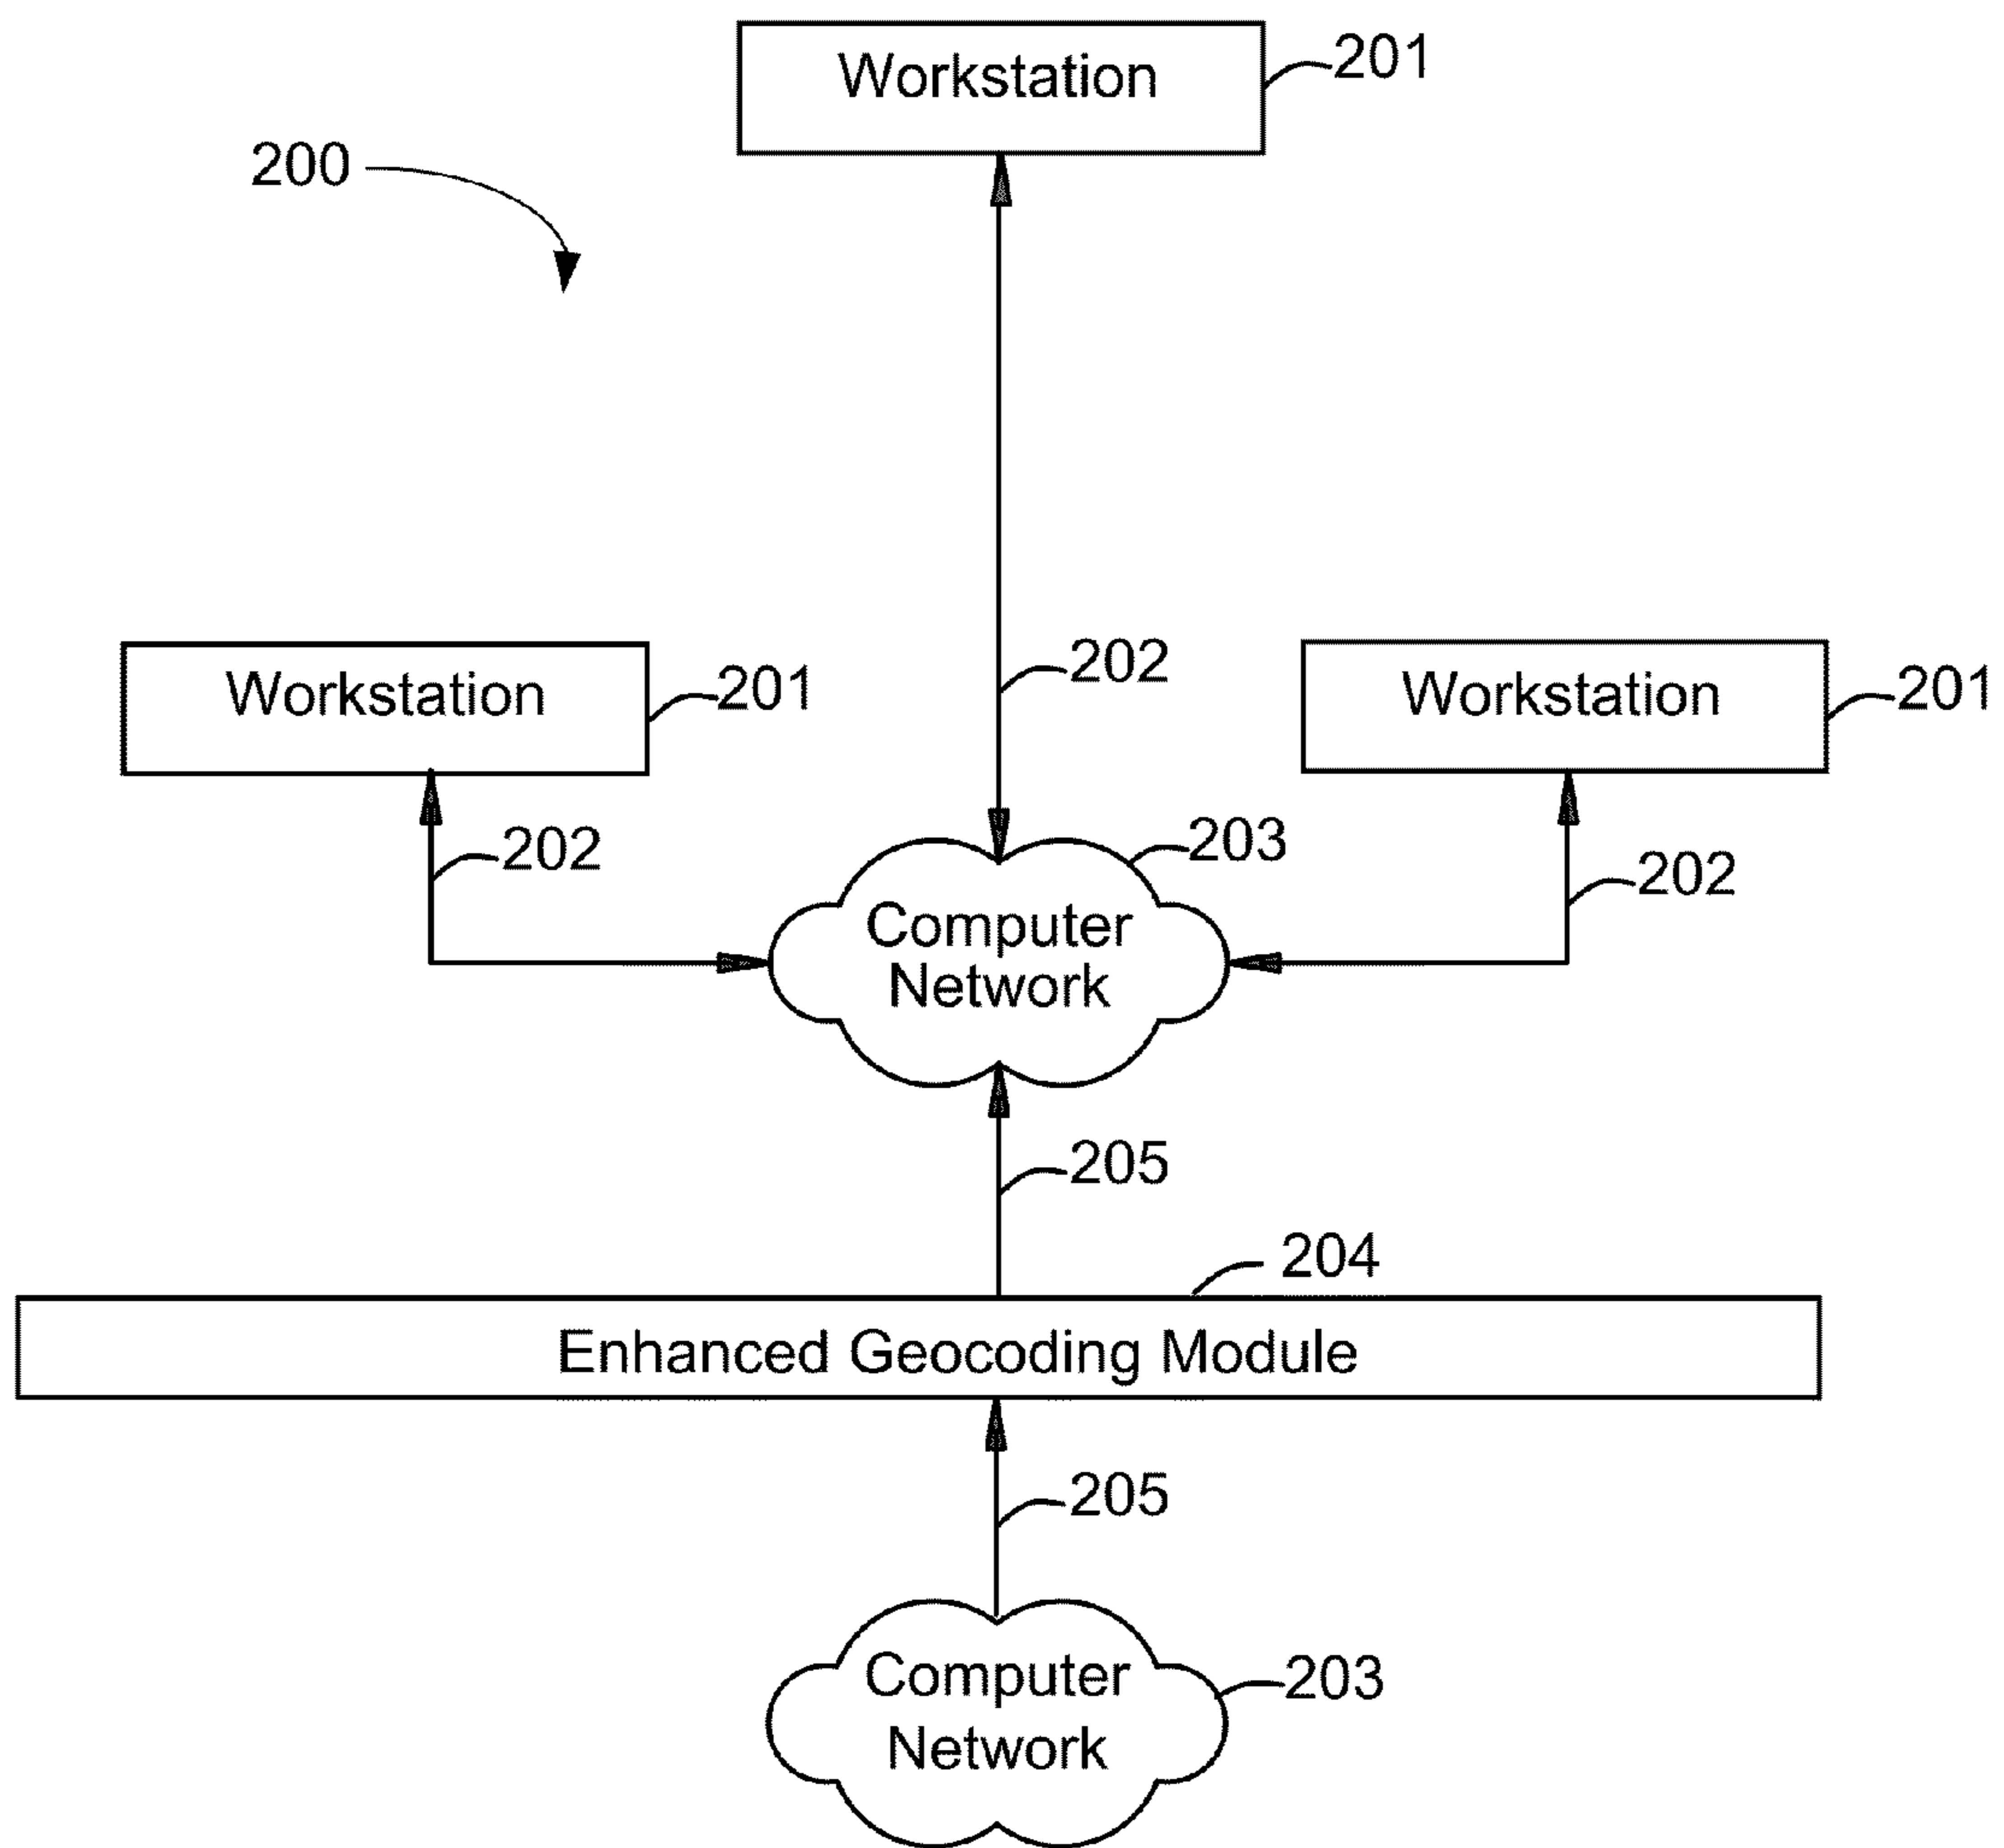 Workstation
201
200
202
Workstation
201
Workstation
201
202
203
202
Computer
Network
205
204
Enhanced Geocoding Module
205
Computer
Network
203